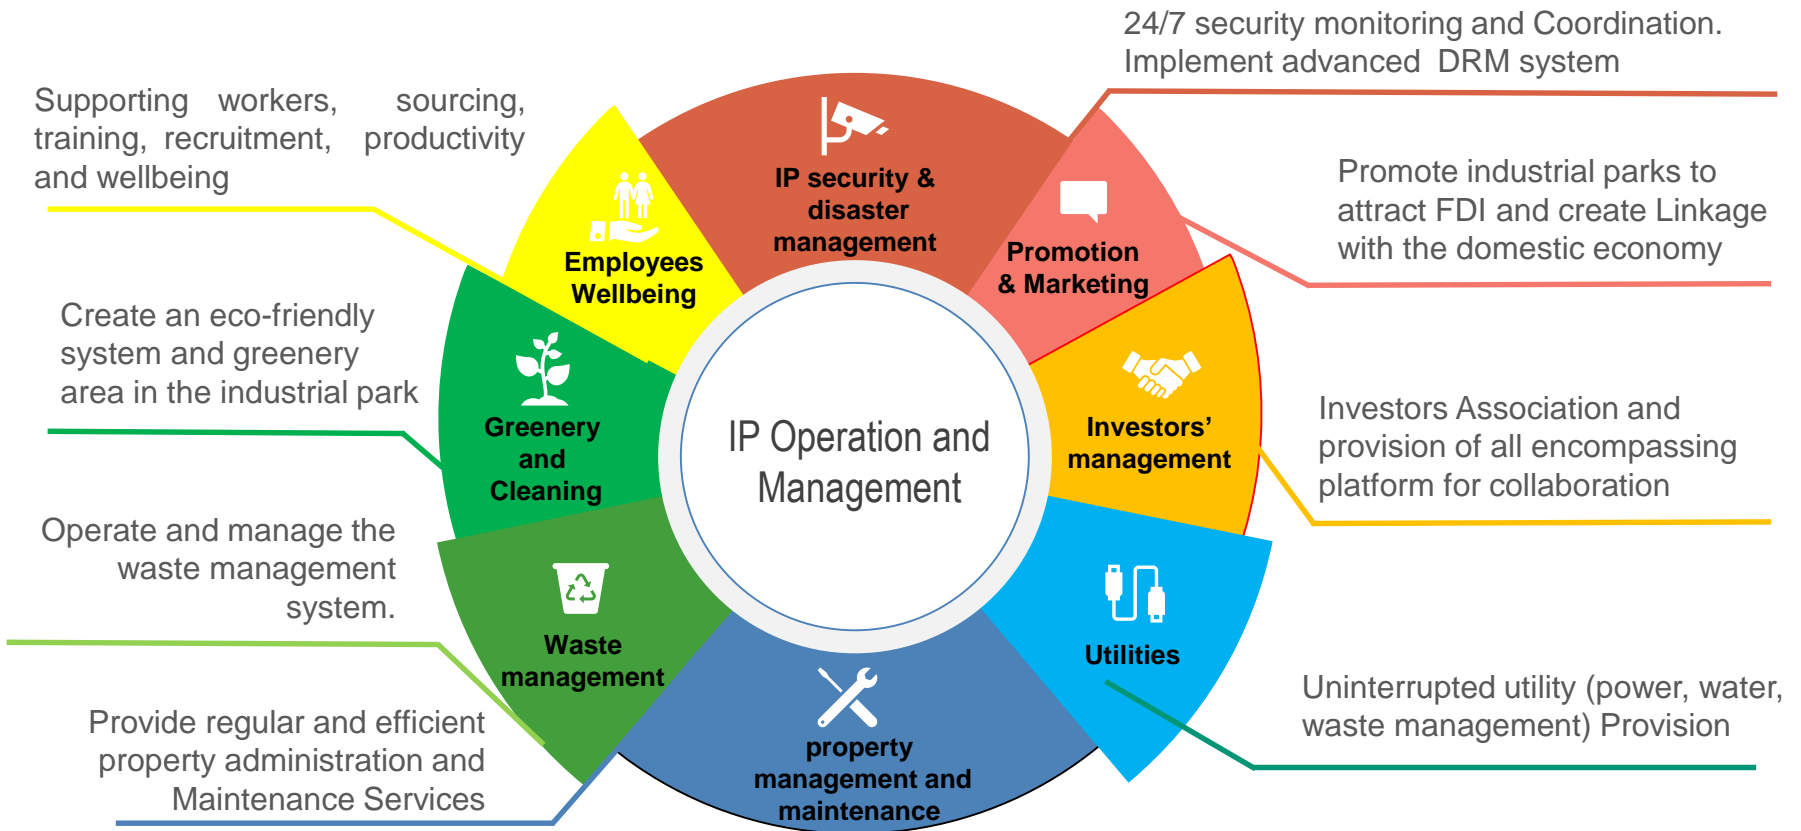 24/7 security monitoring and Coordination.
Implement advanced DRM system
Supporting workers, sourcing,
training, recruitment, productivity
and wellbeing
IP security &
disaster
management
Promote industrial parks to
attract FDI and create Linkage
with the domestic economy
Promotion
& Marketing
Employees
Wellbeing
Create an eco-friendly
system and greenery
area in the industrial park
Greenery
and
Cleaning
IP Operation and
Management
Investors’
management
Investors Association and
provision of all encompassing
platform for collaboration
Operate and manage the
waste management
system.
Waste
management
Utilities
Uninterrupted utility (power, water,
waste management) Provision
Provide regular and efficient
property administration and
Maintenance Services
property
management and
maintenance